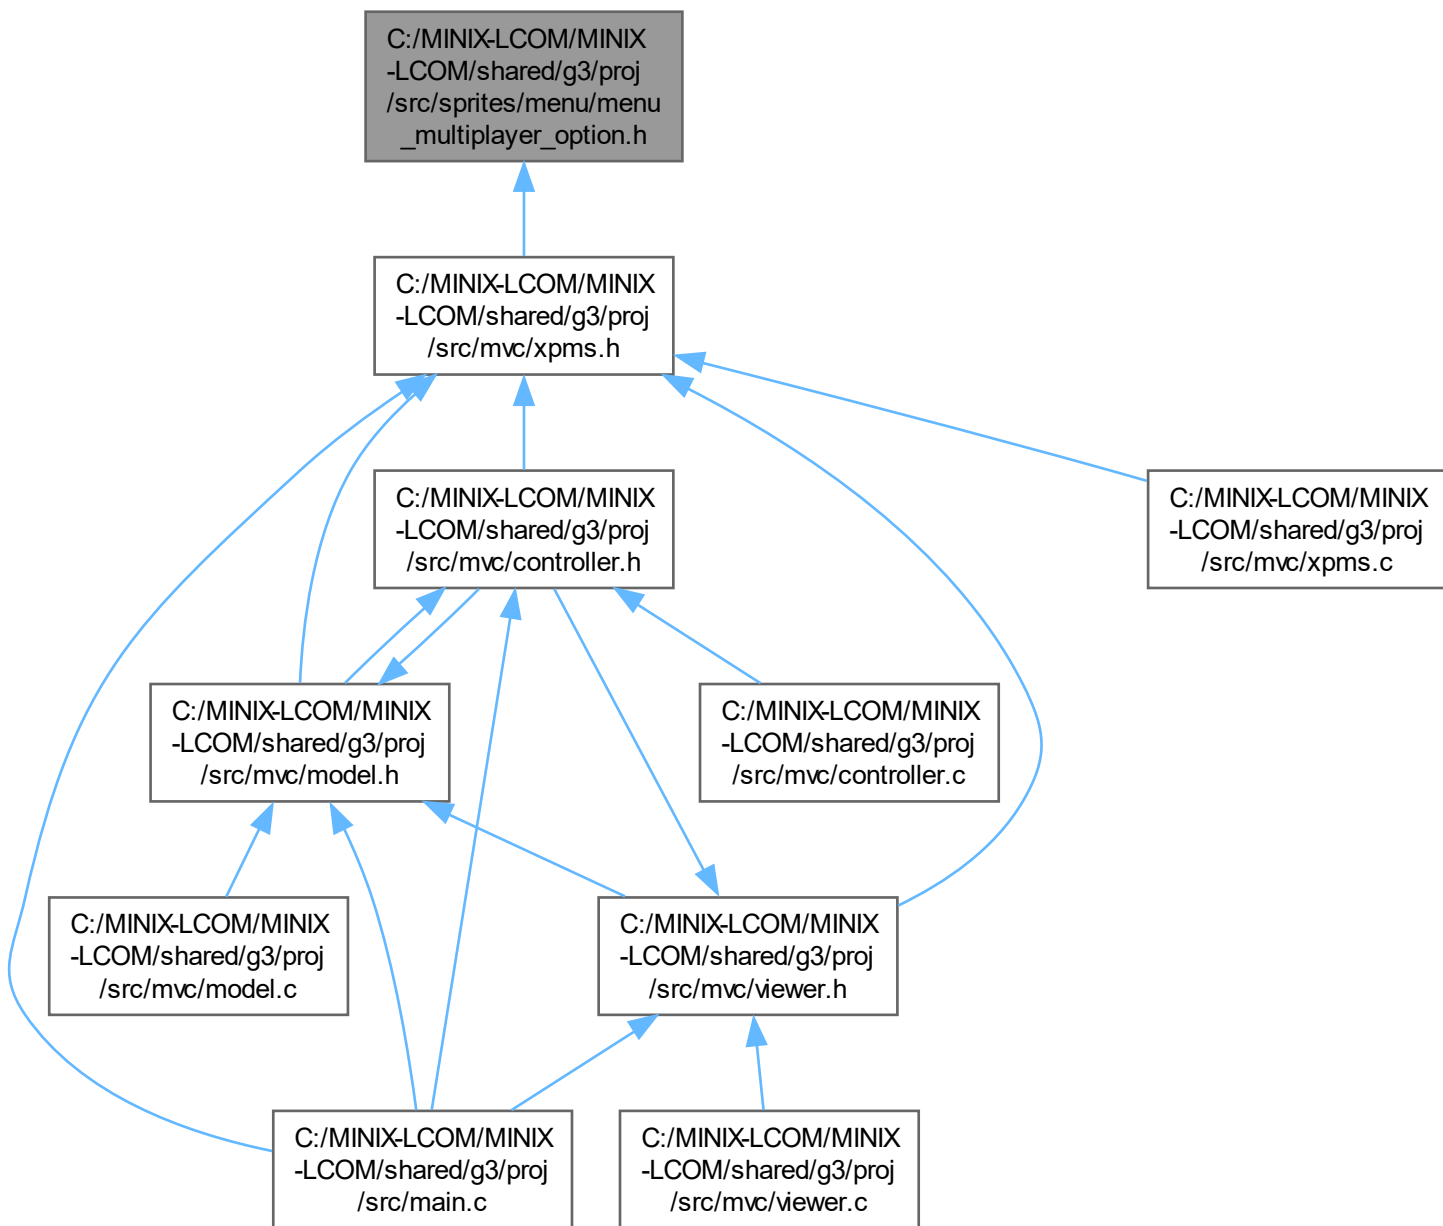 C:/MINIX-LCOM/MINIX
-LCOM/shared/g3/proj
/src/sprites/menu/menu
_multiplayer_option.h
C:/MINIX-LCOM/MINIX
-LCOM/shared/g3/proj
/src/mvc/xpms.h
C:/MINIX-LCOM/MINIX
-LCOM/shared/g3/proj
/src/mvc/controller.h
C:/MINIX-LCOM/MINIX
-LCOM/shared/g3/proj
/src/mvc/xpms.c
C:/MINIX-LCOM/MINIX
-LCOM/shared/g3/proj
/src/mvc/model.h
C:/MINIX-LCOM/MINIX
-LCOM/shared/g3/proj
/src/mvc/controller.c
C:/MINIX-LCOM/MINIX
-LCOM/shared/g3/proj
/src/mvc/model.c
C:/MINIX-LCOM/MINIX
-LCOM/shared/g3/proj
/src/mvc/viewer.h
C:/MINIX-LCOM/MINIX
-LCOM/shared/g3/proj
/src/main.c
C:/MINIX-LCOM/MINIX
-LCOM/shared/g3/proj
/src/mvc/viewer.c